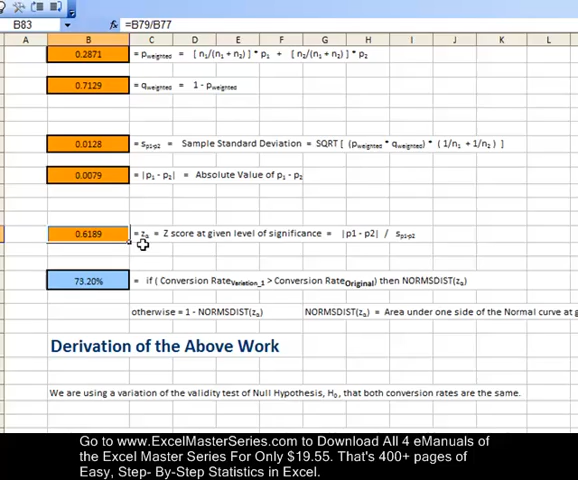 B83 fx =B79/B77
A B C D E F G H I J K L
0.2871 = pweighted = [ n1/(n1 + n2) ] * p1 + [ n2/(n1 + n2) ] * p2
0.7129 = qweighted = 1 - pweighted
0.0128 = sp1-p2 = Sample Standard Deviation = SQRT [ (pweighted * qweighted) * ( 1/n1 + 1/n2 ) ]
0.0079 = |p1 - p2| = Absolute Value of p1 - p2
0.6189 = zα = Z score at given level of significance = |p1 - p2| / sp1-p2
73.20% = if ( Conversion RateVariation_1 > Conversion RateOriginal) then NORMSDIST(zα)
otherwise = 1 - NORMSDIST(zα) NORMSDIST(zα) = Area under one side of the Normal curve at g
Derivation of the Above Work
We are using a variation of the validity test of Null Hypothesis, H0, that both conversion rates are the same.
Go to www.ExcelMasterSeries.com to Download All 4 eManuals of
the Excel Master Series For Only $19.55. That's 400+ pages of
Easy, Step- By-Step Statistics in Excel.